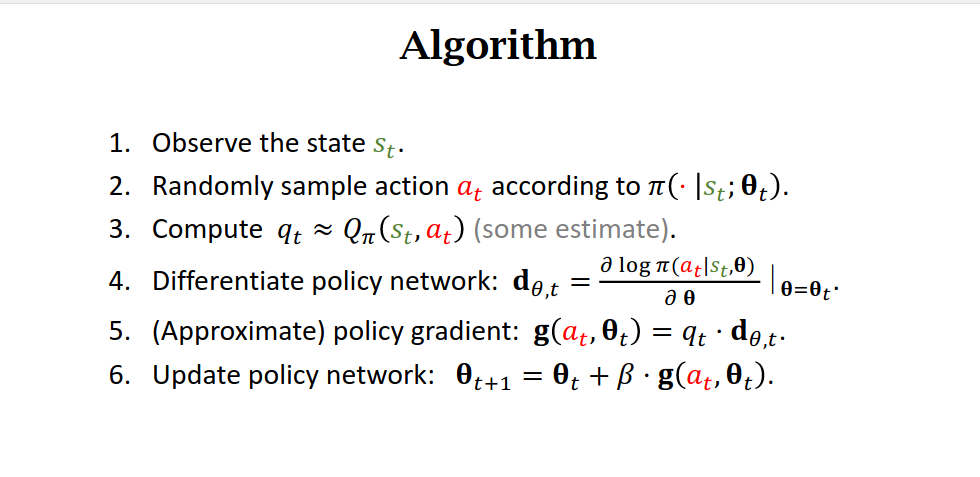 Algorithm
1. Observe the state $s_t$.
2. Randomly sample action $a_t$ according to $\pi(\cdot \,|s_t; \boldsymbol{\theta}_t)$.
3. Compute $q_t \approx Q_\pi(s_t, a_t)$ (some estimate).
4. Differentiate policy network: $\mathbf{d}_{\theta,t} = \frac{\partial \log \pi(a_t|s_t,\boldsymbol{\theta})}{\partial \boldsymbol{\theta}} \big|_{\boldsymbol{\theta}=\boldsymbol{\theta}_t}$.
5. (Approximate) policy gradient: $\mathbf{g}(a_t, \boldsymbol{\theta}_t) = q_t \cdot \mathbf{d}_{\theta,t}$.
6. Update policy network: $\boldsymbol{\theta}_{t+1} = \boldsymbol{\theta}_t + \beta \cdot \mathbf{g}(a_t, \boldsymbol{\theta}_t)$.